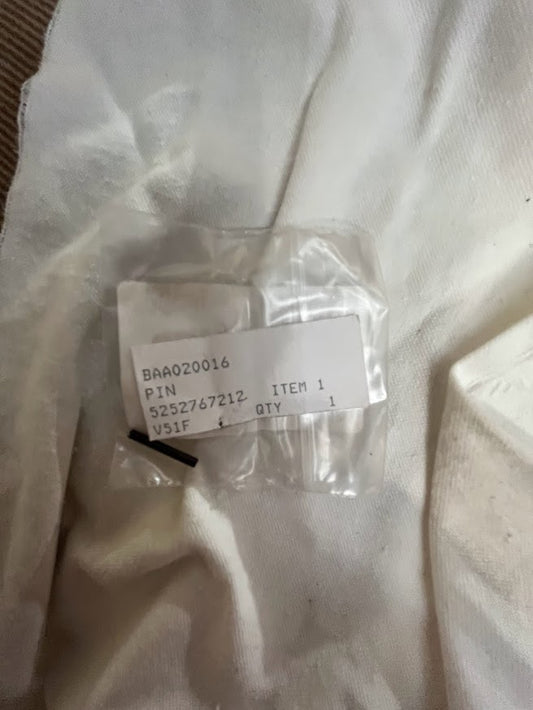 BAA020016
PIN
5252767212 ITEM 1
V51F QTY 1